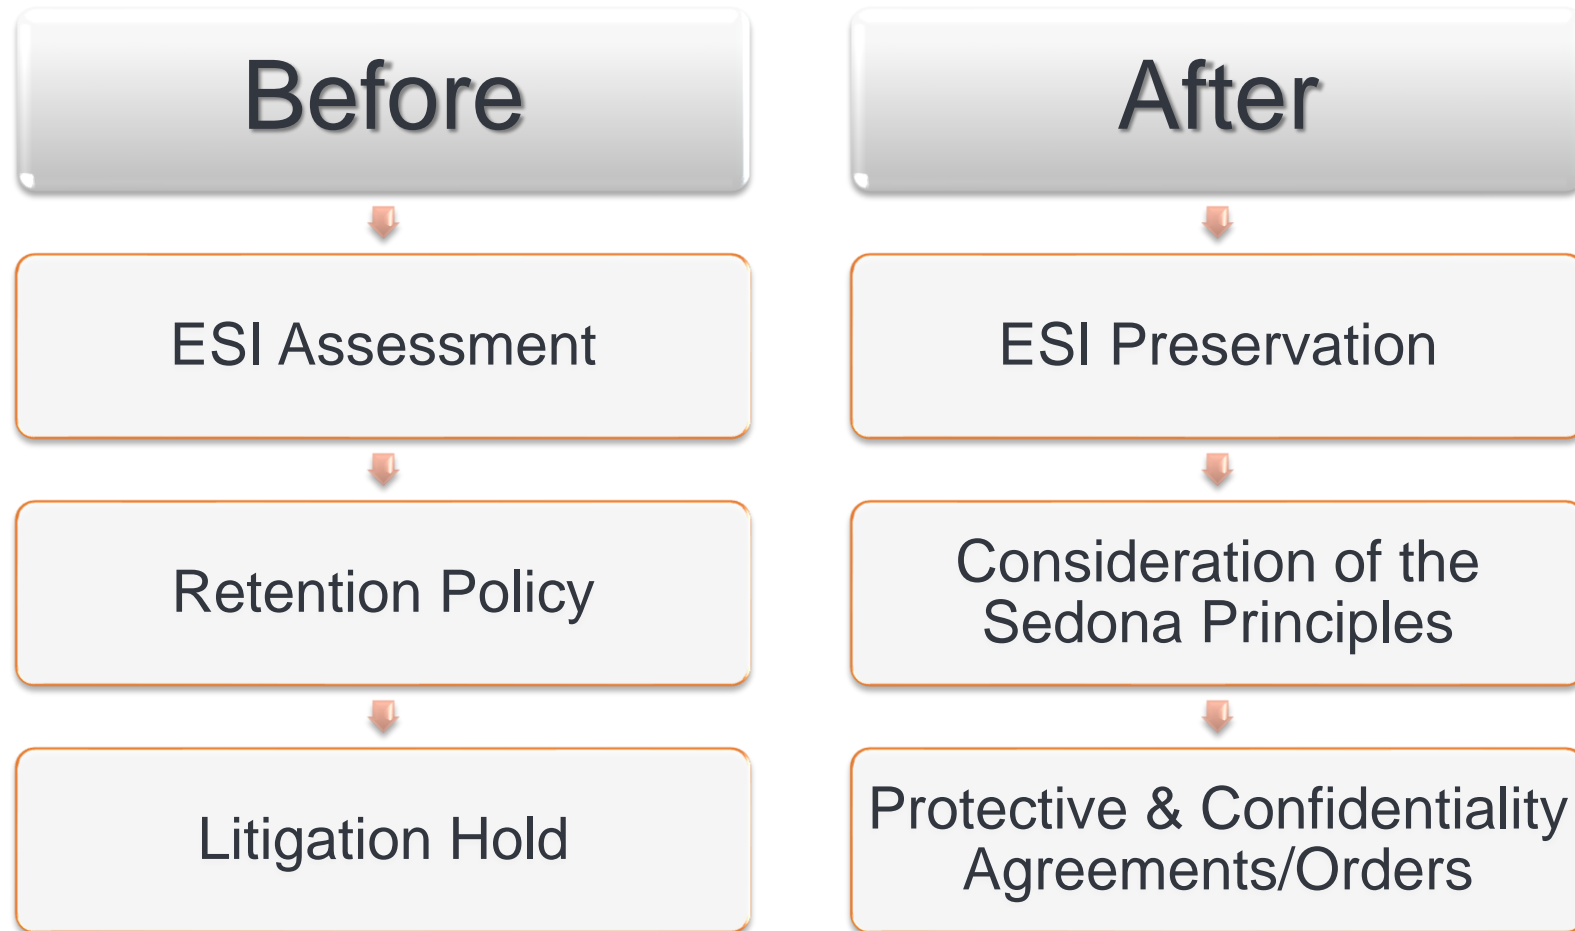 Before
ESI Assessment
Retention Policy
Litigation Hold
After
ESI Preservation
Consideration of the
Sedona Principles
Protective & Confidentiality
Agreements/Orders